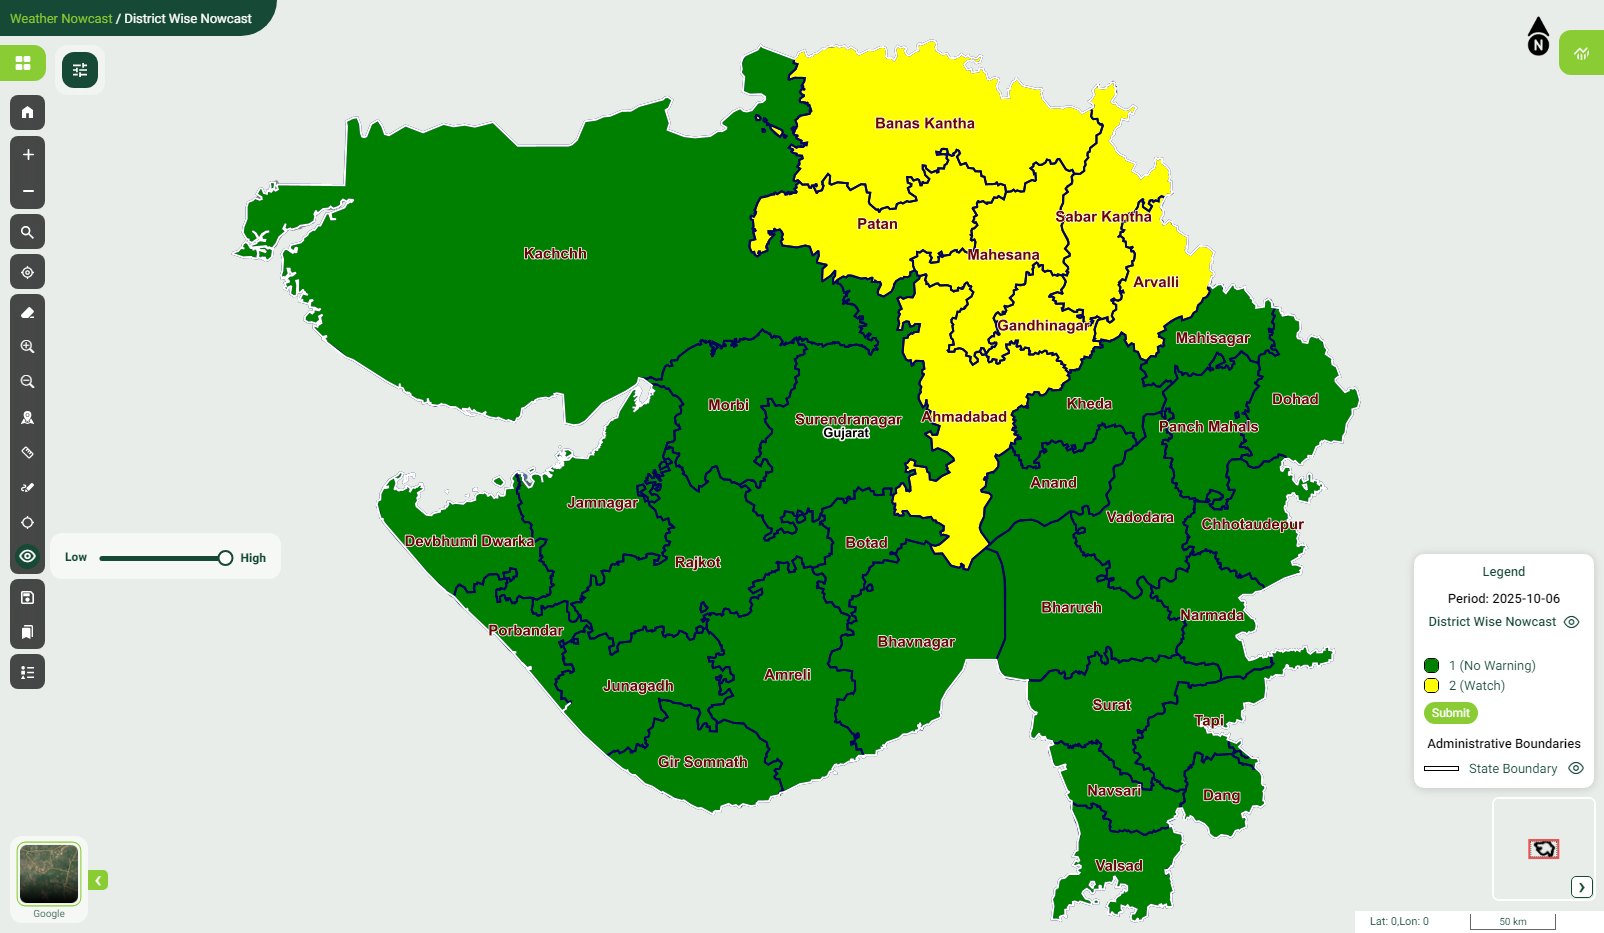 Weather Nowcast / District Wise Nowcast
N
Banas Kantha
Patan
Sabar Kantha
Mahesana
Kachchh
Arvalli
Gandhinagar
Mahisagar
Morbi
Surendranagar
Gujarat
Ahmadabad
Kheda
Dohad
Panch Mahals
Anand
Jamnagar
Vadodara
Chhotaudepur
Devbhumi Dwarka
Botad
Rajkot
Low
High
Bharuch
Narmada
Porbandar
Bhavnagar
Junagadh
Amreli
Surat
Tapi
Gir Somnath
Navsari
Dang
Valsad
Legend
Period: 2025-10-06
District Wise Nowcast
1 (No Warning)
2 (Watch)
Submit
Administrative Boundaries
State Boundary
Google
Lat: 0,Lon: 0
50 km